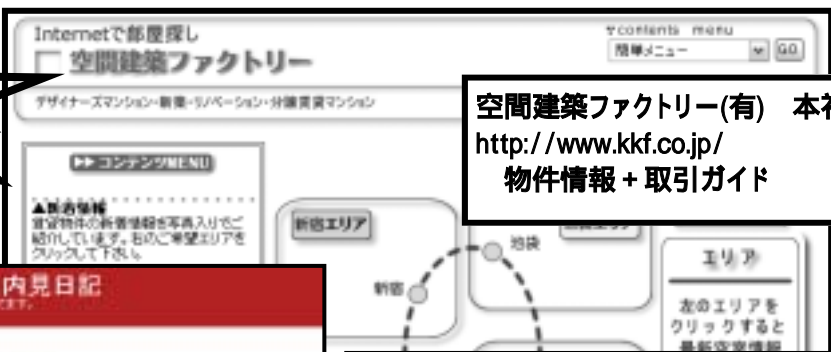 Internetで部屋探し
空間建築ファクトリー
▼contents menu
簡単メニュー GO
デザイナーズマンション・新築・リノベーション・分譲賃貸マンション
空間建築ファクトリー(有) 本
http://www.kkf.co.jp/
物件情報+取引ガイド
▶▶コンテンツMENU
▲新着情報
賃貸物件の新着情報を写真入りでご
紹介しています。右のご希望エリアを
クリックして下さい。
新宿エリア
池袋
新宿
エリア
エリア
左のエリアを
クリックすると
最新空室情報
内見日記